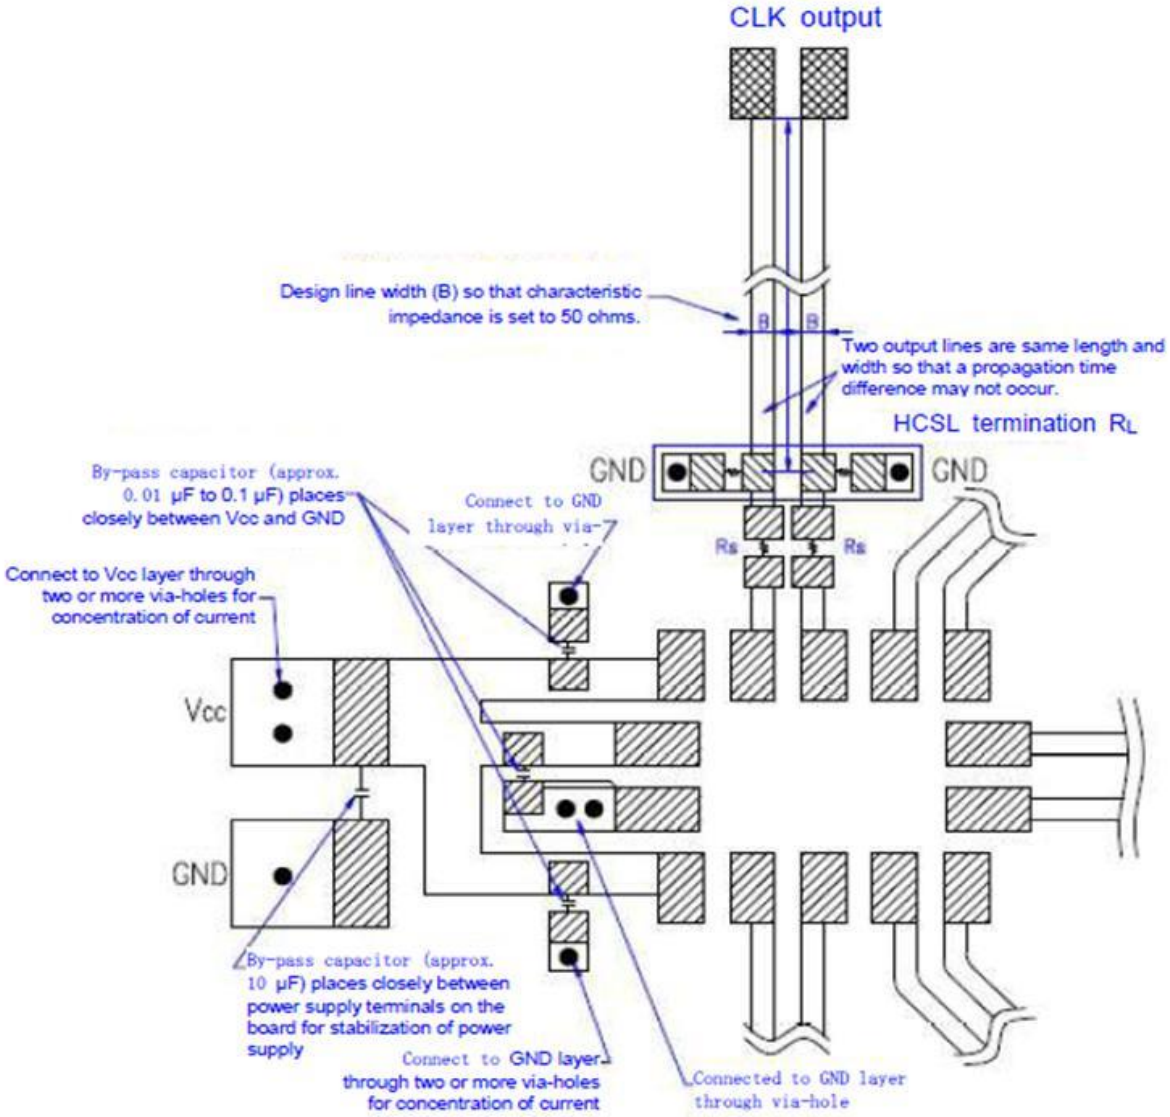 CLK output
Design line width (B) so that characteristic
impedance is set to 50 ohms.
B
B
Two output lines are same length and
width so that a propagation time
difference may not occur.
HCSL termination RL
GND
GND
By-pass capacitor (approx.
0.01 µF to 0.1 µF) places
closely between Vcc and GND
Connect to GND
layer through via-
Rs
Rs
Connect to Vcc layer through
two or more via-holes for
concentration of current
Vcc
GND
By-pass capacitor (approx.
10 µF) places closely between
power supply terminals on the
board for stabilization of power
supply
Connect to GND layer
through two or more via-holes
for concentration of current
Connected to GND layer
through via-hole